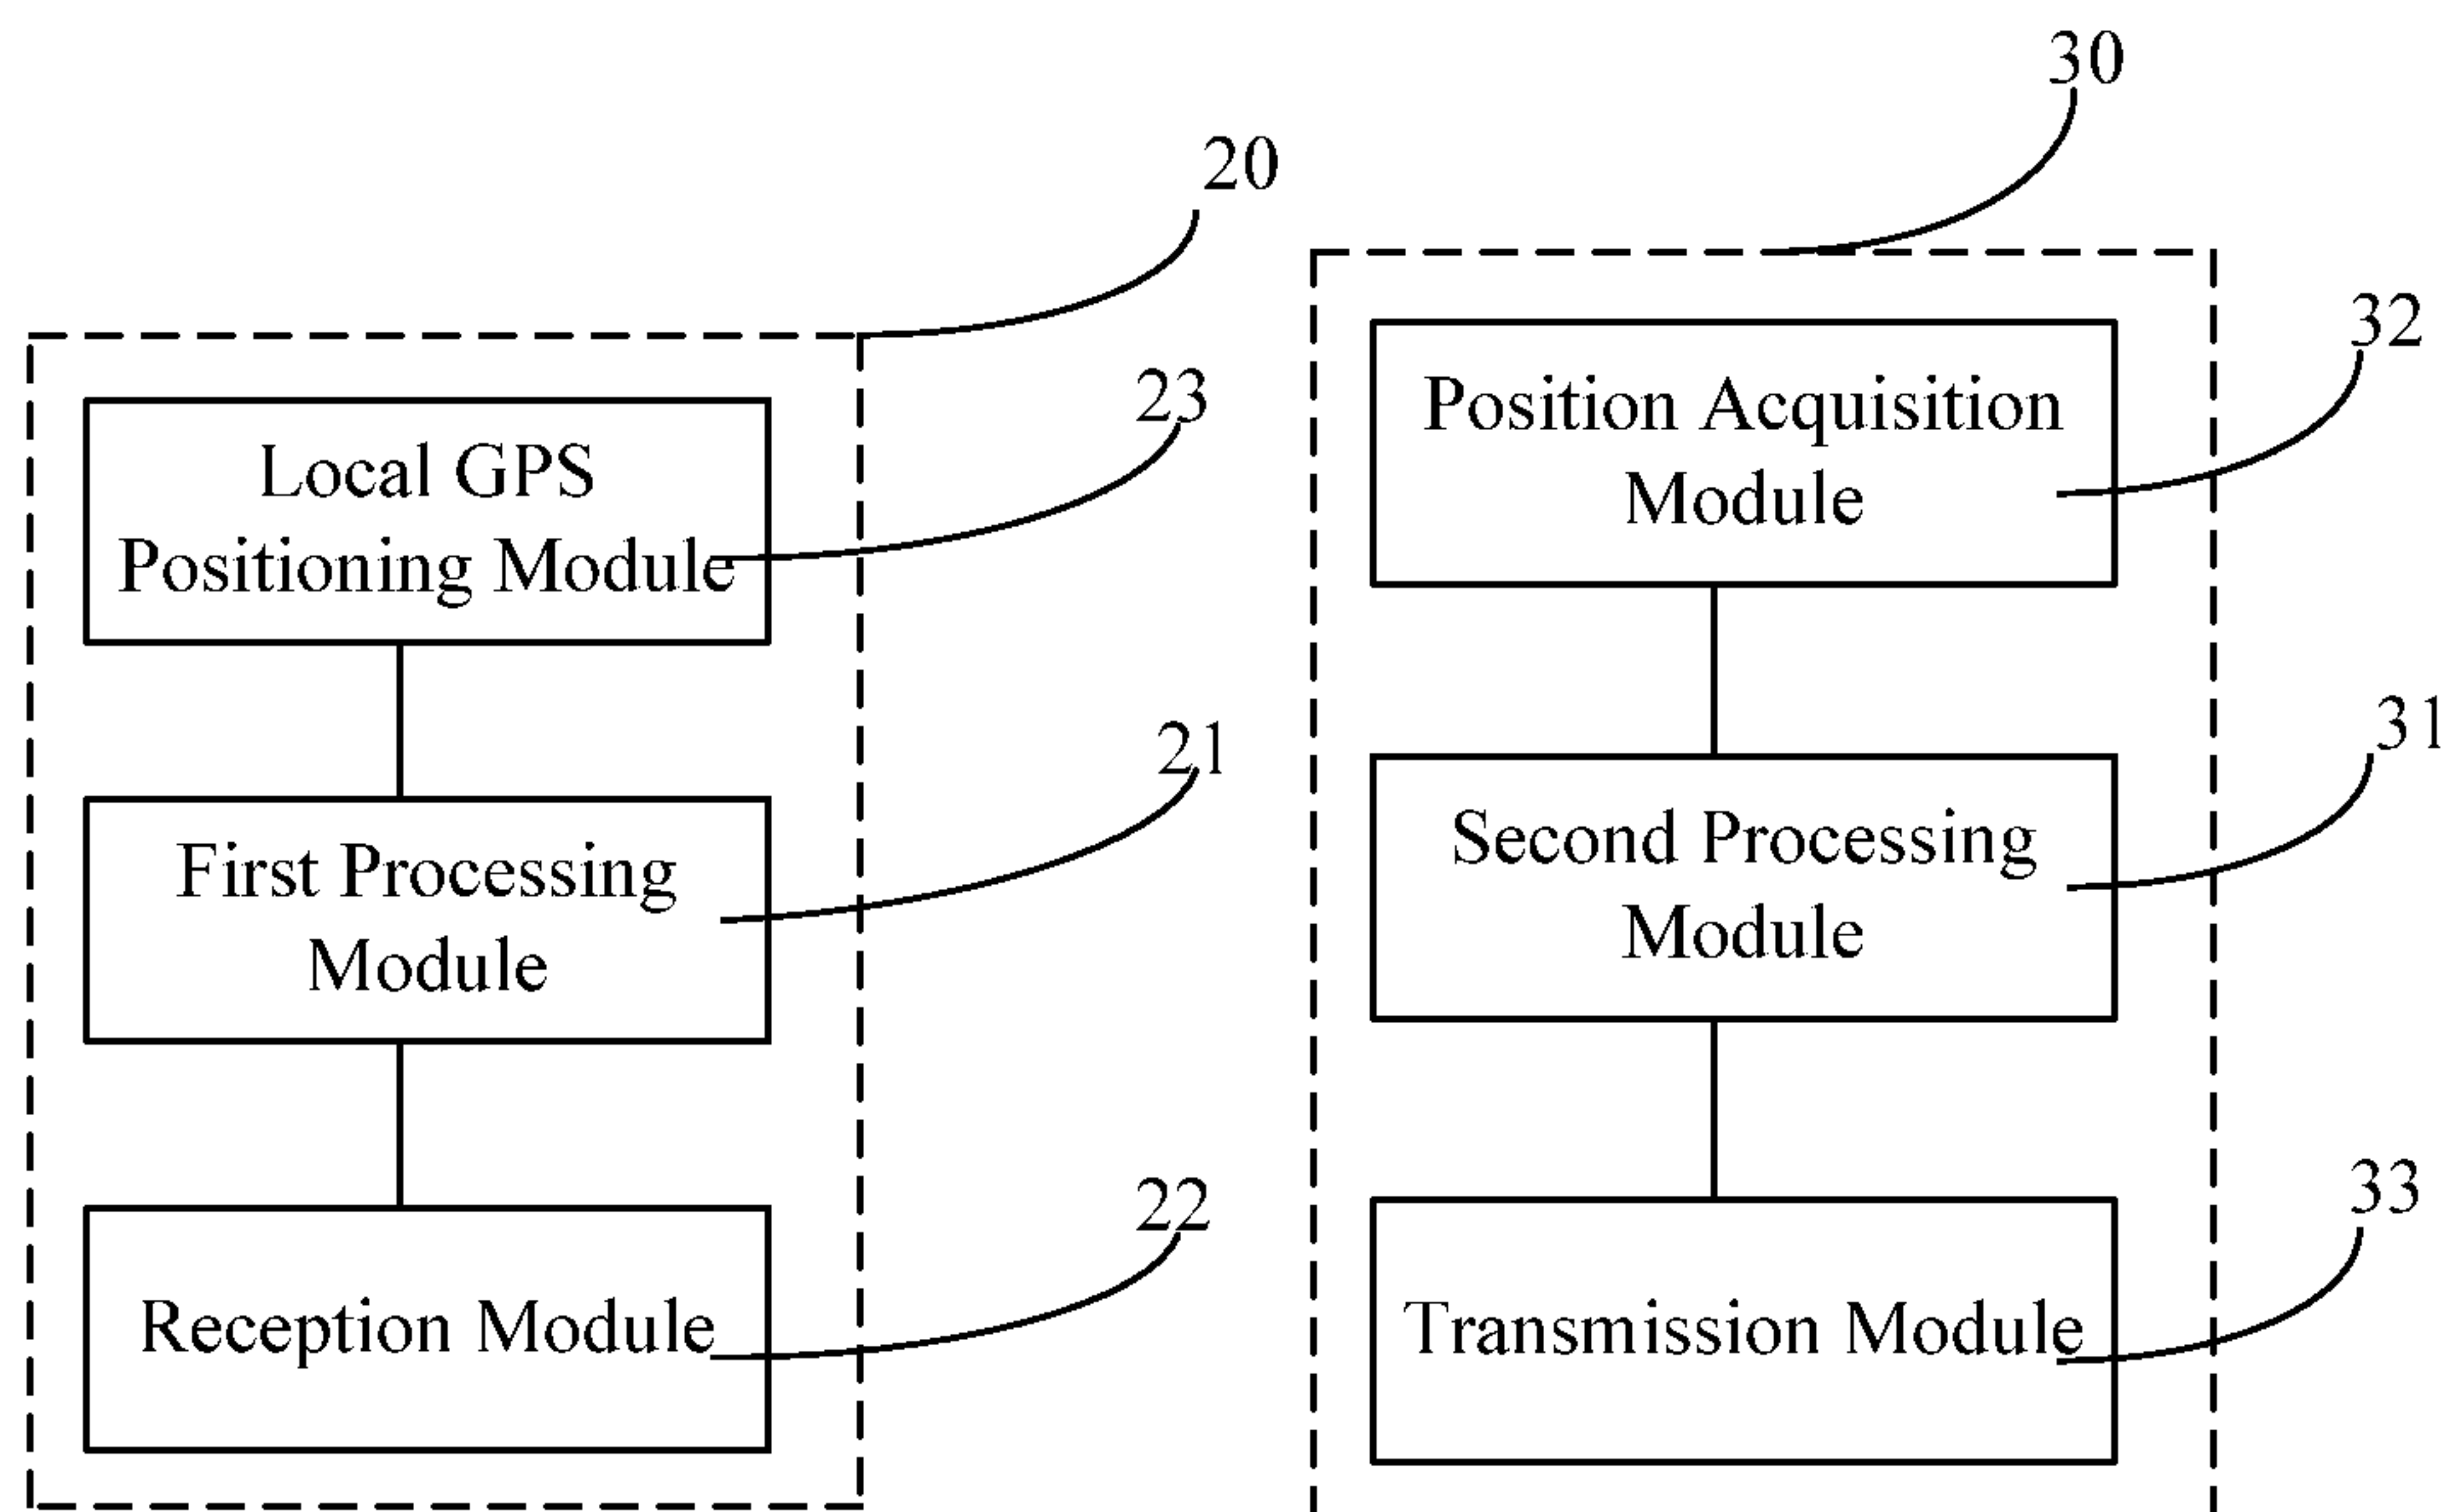 30
20
32
23
Position Acquisition
Module
Local GPS
Positioning Module
31
21
Second Processing
Module
First Processing
Module
33
22
Reception Module
Transmission Module